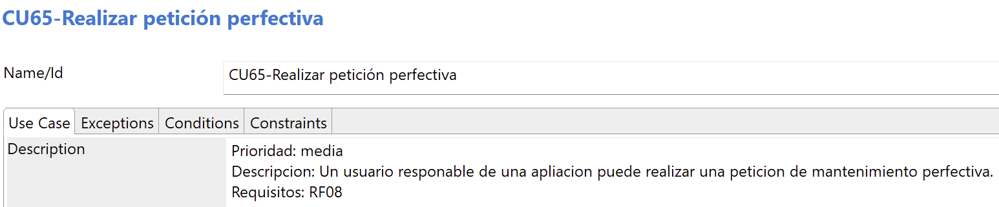 CU65-Realizar petición perfectiva
Name/Id
CU65-Realizar petición perfectiva
Use Case Exceptions Conditions Constraints
Description
Prioridad: media
Descripcion: Un usuario responable de una apliacion puede realizar una peticion de mantenimiento perfectiva.
Requisitos: RF08